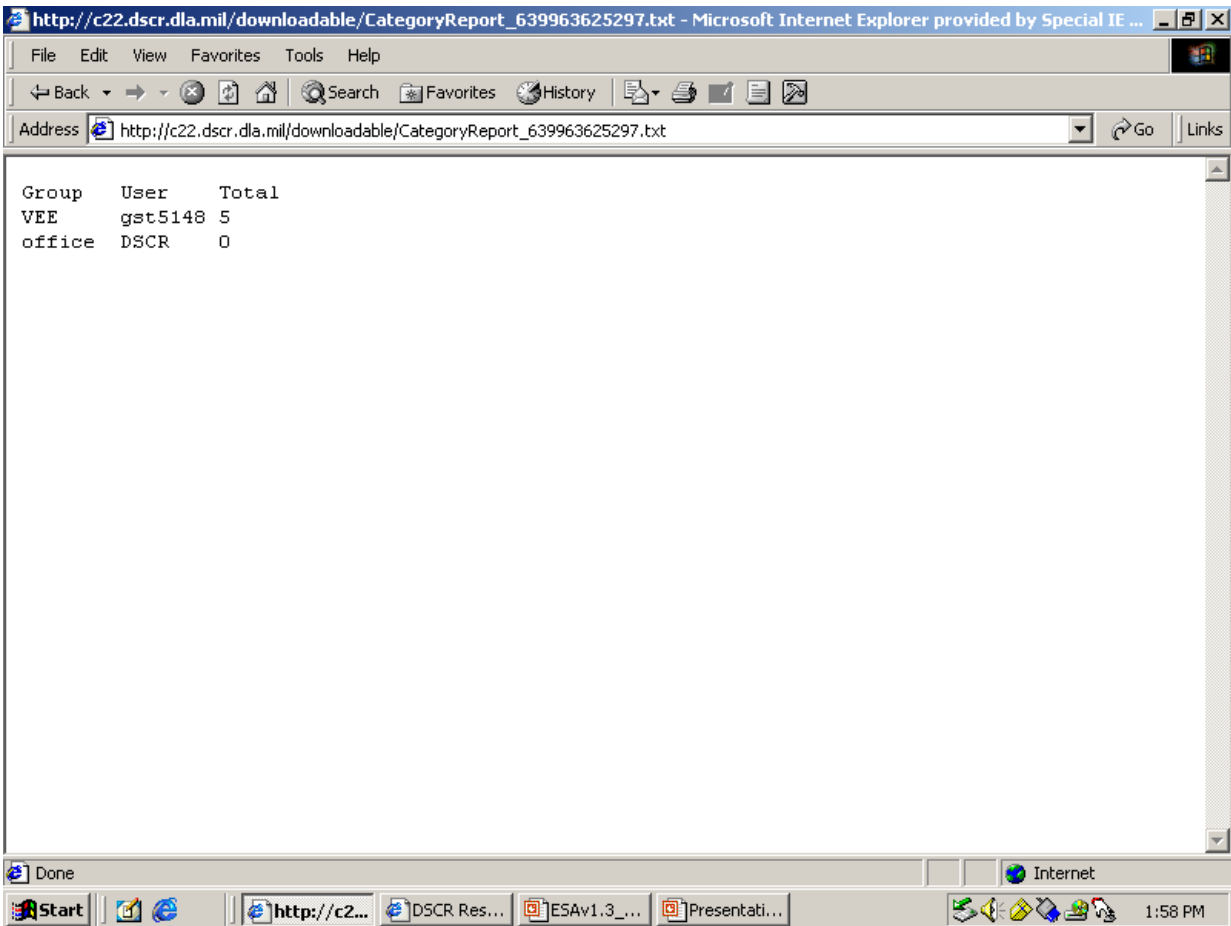 http://c22.dscr.dla.mil/downloadable/CategoryReport_639963625297.txt - Microsoft Internet Explorer provided by Special IE ...
File Edit View Favorites Tools Help
Back Search Favorites History
Address http://c22.dscr.dla.mil/downloadable/CategoryReport_639963625297.txt Go Links
Group User Total
VEE gst5148 5
office DSCR 0
Done Internet
Start http://c2... DSCR Res... ESAv1.3_... Presentati... 1:58 PM